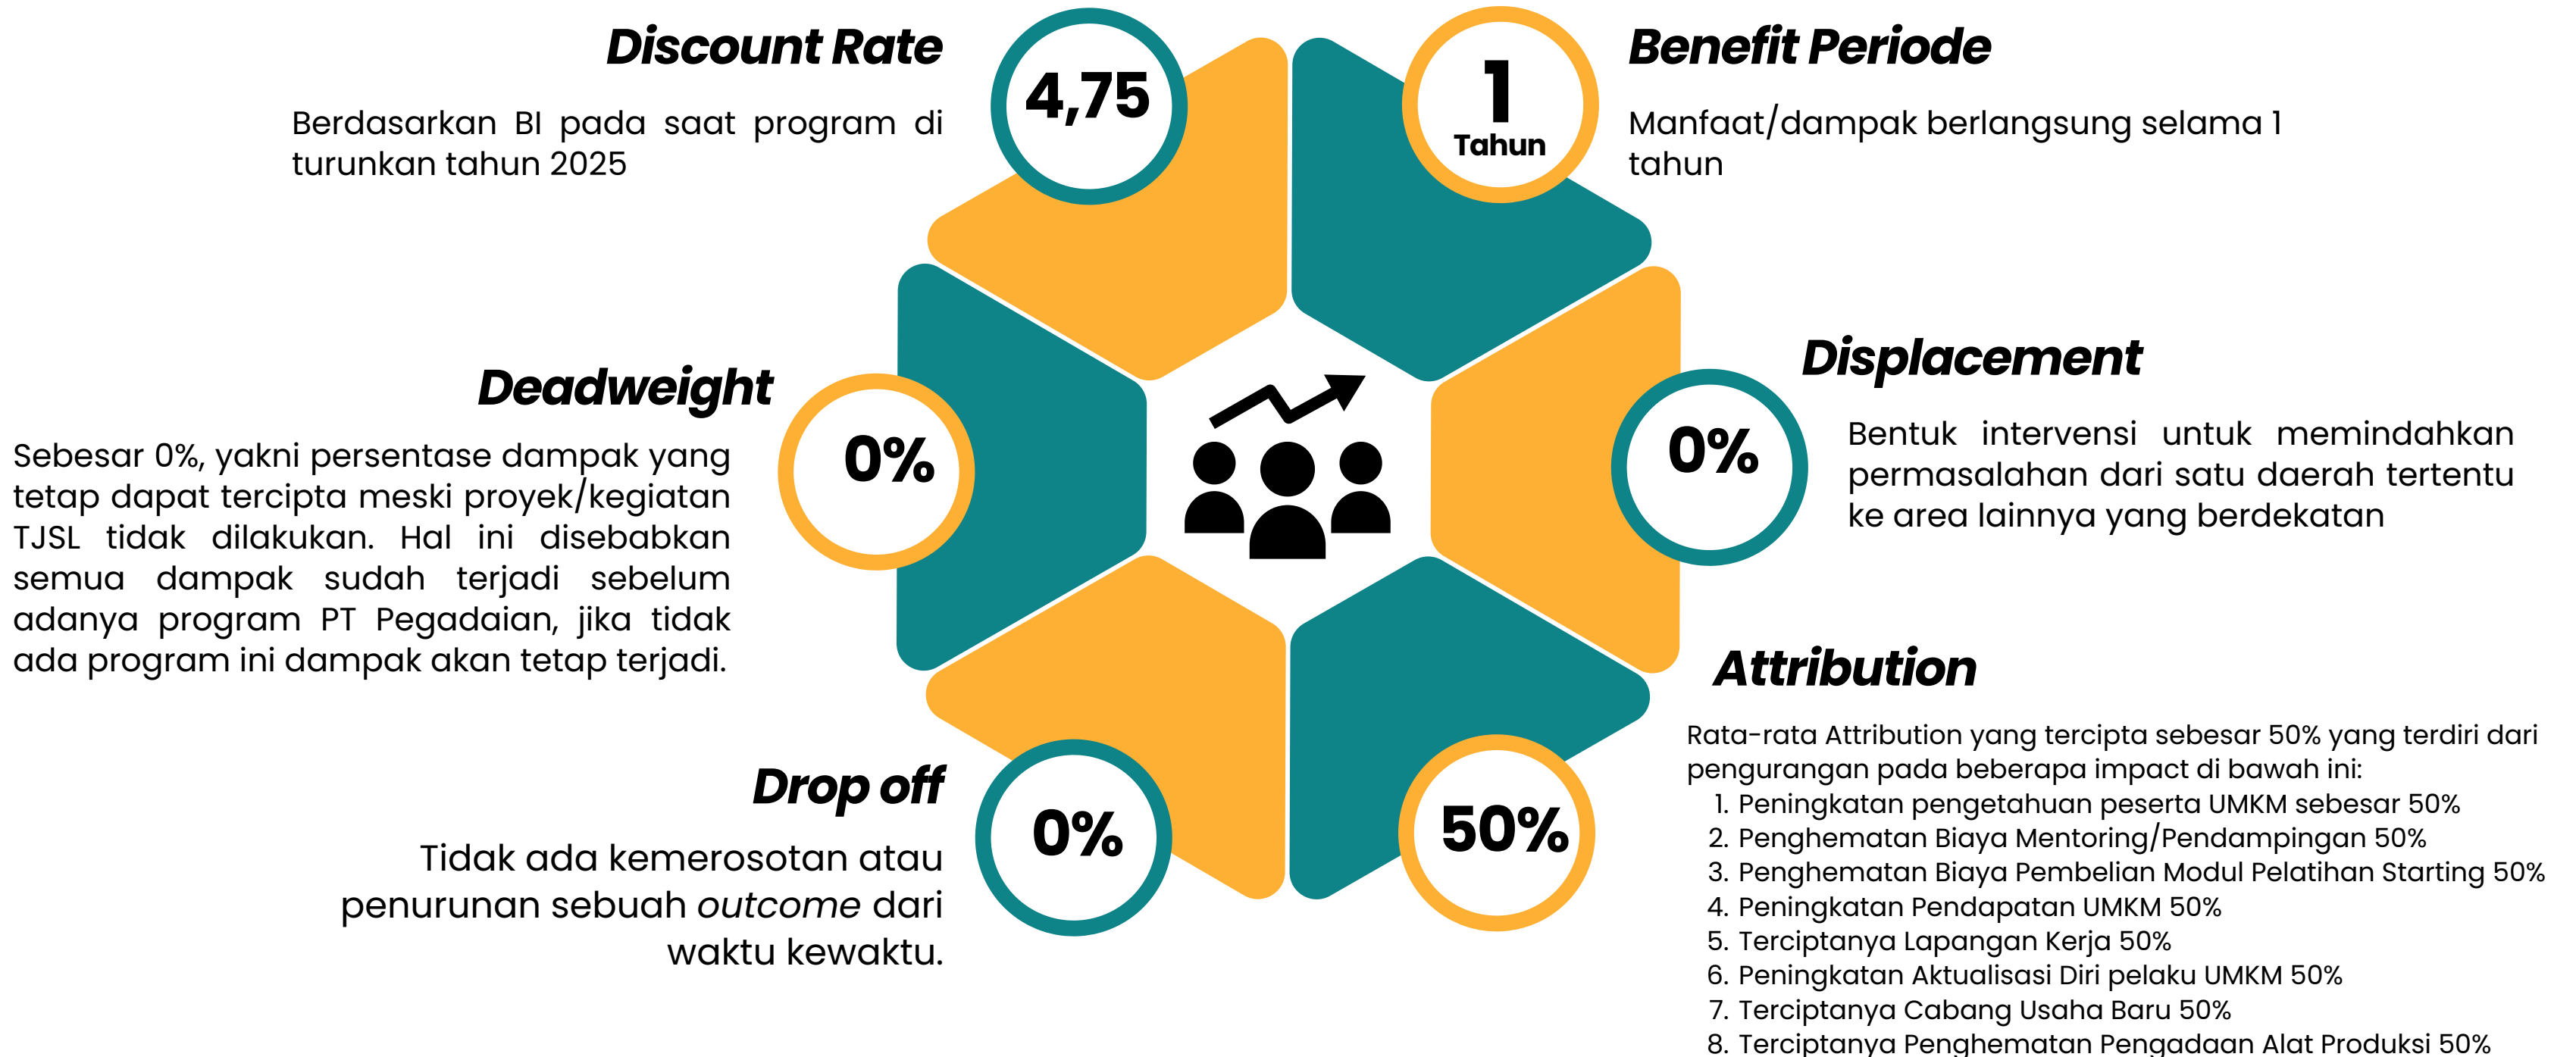 Discount Rate
4,75
Berdasarkan BI pada saat program di
turunkan tahun 2025
Benefit Periode
1
Tahun
Manfaat/dampak berlangsung selama 1
tahun
Deadweight
0%
Sebesar 0%, yakni persentase dampak yang
tetap dapat tercipta meski proyek/kegiatan
TJSL tidak dilakukan. Hal ini disebabkan
semua dampak sudah terjadi sebelum
adanya program PT Pegadaian, jika tidak
ada program ini dampak akan tetap terjadi.
Displacement
0%
Bentuk intervensi untuk memindahkan
permasalahan dari satu daerah tertentu
ke area lainnya yang berdekatan
Drop off
0%
Tidak ada kemerosotan atau
penurunan sebuah outcome dari
waktu kewaktu.
Attribution
50%
Rata-rata Attribution yang tercipta sebesar 50% yang terdiri dari
pengurangan pada beberapa impact di bawah ini:
1. Peningkatan pengetahuan peserta UMKM sebesar 50%
2. Penghematan Biaya Mentoring/Pendampingan 50%
3. Penghematan Biaya Pembelian Modul Pelatihan Starting 50%
4. Peningkatan Pendapatan UMKM 50%
5. Terciptanya Lapangan Kerja 50%
6. Peningkatan Aktualisasi Diri pelaku UMKM 50%
7. Terciptanya Cabang Usaha Baru 50%
8. Terciptanya Penghematan Pengadaan Alat Produksi 50%